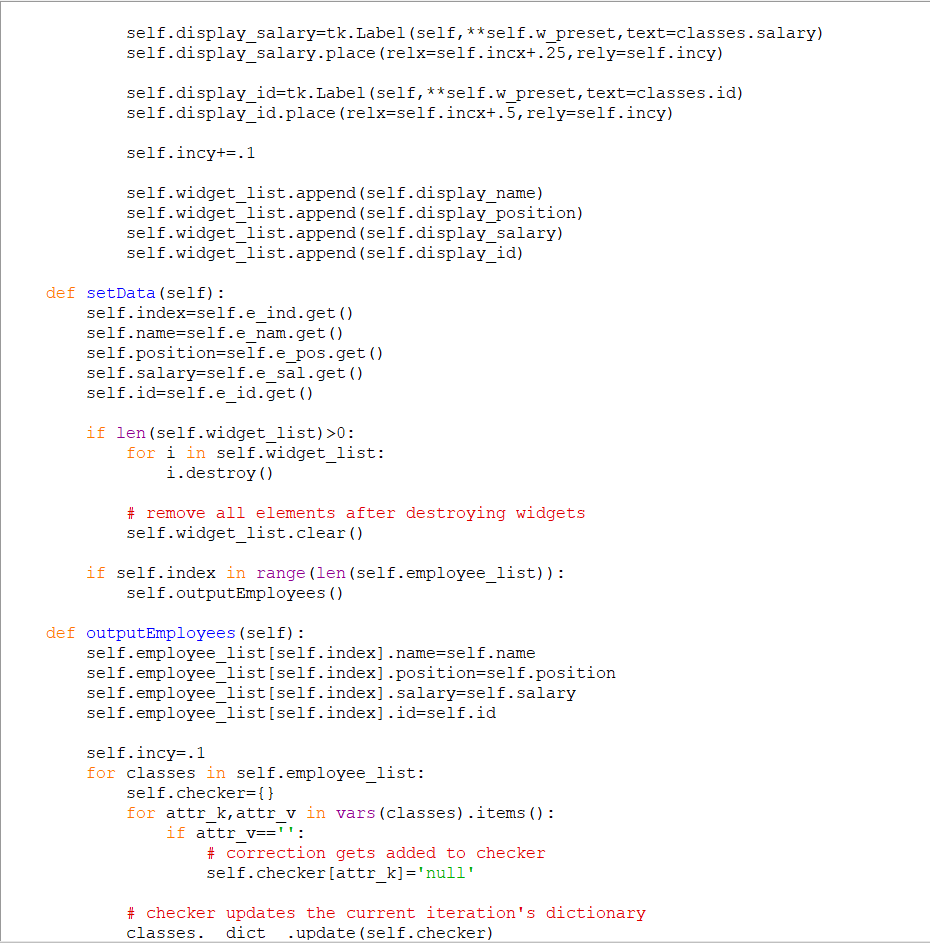 self.display_salary=tk.Label(self,**self.w_preset,text=classes.salary)
self.display_salary.place(relx=self.incx+.25,rely=self.incy)
self.display_id=tk.Label(self,**self.w_preset,text=classes.id)
self.display_id.place(relx=self.incx+.5,rely=self.incy)
self.incy+=.1
self.widget_list.append(self.display_name)
self.widget_list.append(self.display_position)
self.widget_list.append(self.display_salary)
self.widget_list.append(self.display_id)
def setData(self):
self.index=self.e_ind.get()
self.name=self.e_nam.get()
self.position=self.e_pos.get()
self.salary=self.e_sal.get()
self.id=self.e_id.get()
if len(self.widget_list)>0:
for i in self.widget_list:
i.destroy()
# remove all elements after destroying widgets
self.widget_list.clear()
if self.index in range(len(self.employee_list)):
self.outputEmployees()
def outputEmployees(self):
self.employee_list[self.index].name=self.name
self.employee_list[self.index].position=self.position
self.employee_list[self.index].salary=self.salary
self.employee_list[self.index].id=self.id
self.incy=.1
for classes in self.employee_list:
self.checker={}
for attr_k,attr_v in vars(classes).items():
if attr_v=='':
# correction gets added to checker
self.checker[attr_k]='null'
# checker updates the current iteration's dictionary
classes.__dict__.update(self.checker)